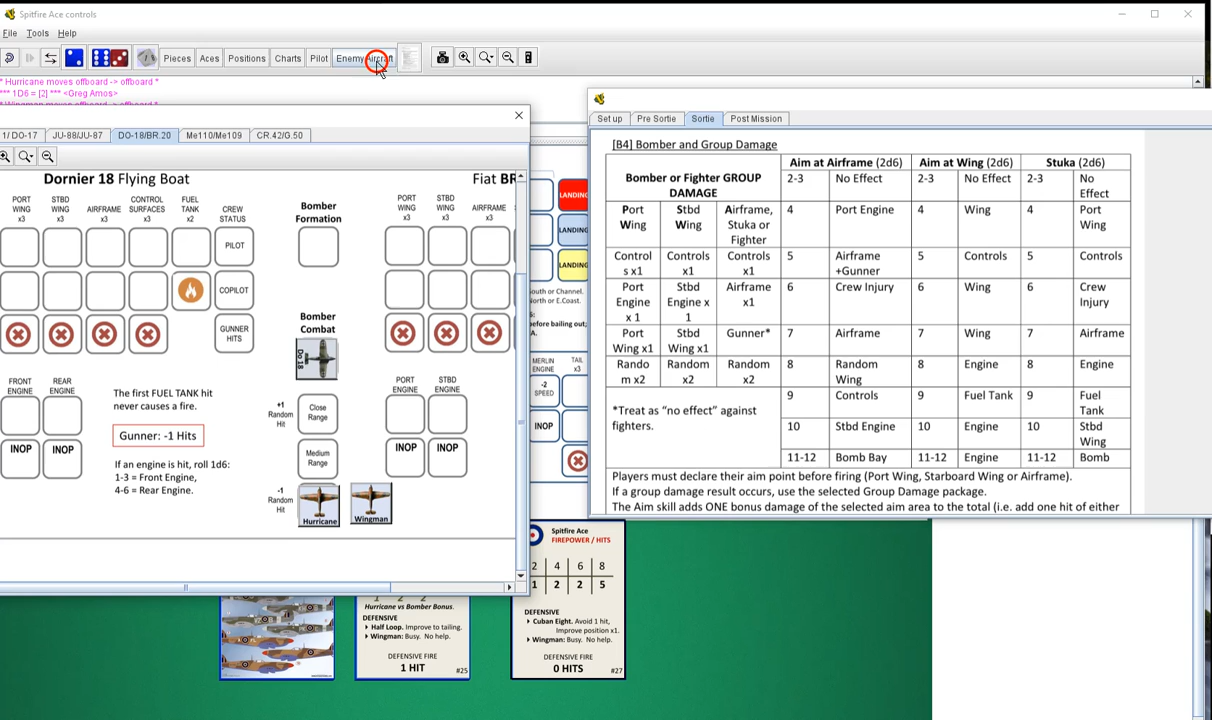 Spitfire Ace controls
File Tools Help
Pieces Aces Positions Charts Pilot EnemyAircraft
* Hurricane moves offboard -> offboard *
*** 1D6 = [2] *** <Greg Amos>
* Wingman moves offboard -> offboard *
1/ DO-17 JU-88/JU-87 DO-18/BR.20 Me110/Me109 CR.42/G.50
Dornier 18 Flying Boat
Fiat BR
PORT WING x3
STBD WING x3
AIRFRAME x3
CONTROL SURFACES x3
FUEL TANK x2
CREW STATUS
PILOT
COPILOT
GUNNER HITS
Bomber Formation
Bomber Combat
Do 18
PORT WING x3
STBD WING x3
AIRFRAME x3
FRONT ENGINE
REAR ENGINE
INOP
INOP
The first FUEL TANK hit
never causes a fire.
Gunner: -1 Hits
If an engine is hit, roll 1d6:
1-3 = Front Engine,
4-6 = Rear Engine.
+1 Random Hit
Close Range
Medium Range
-1 Random Hit
Hurricane
Wingman
PORT ENGINE
STBD ENGINE
INOP
INOP
LANDING
LANDING
LANDING
outh or Channel.
North or E.Coast.
before bailing out;
MERLIN ENGINE
TAIL x3
-2 SPEED
INOP
Set up Pre Sortie Sortie Post Mission
[B4] Bomber and Group Damage
Bomber or Fighter GROUP DAMAGE
Aim at Airframe (2d6) Aim at Wing (2d6) Stuka (2d6)
2-3 No Effect 2-3 No Effect 2-3 No Effect
Port Wing Stbd Wing Airframe, Stuka or Fighter 4 Port Engine 4 Wing 4 Port Wing
Controls x1 Controls x1 Controls x1 5 Airframe +Gunner 5 Controls 5 Controls
Port Engine x 1 Stbd Engine x 1 Airframe x1 6 Crew Injury 6 Wing 6 Crew Injury
Port Wing x1 Stbd Wing x1 Gunner* 7 Airframe 7 Wing 7 Airframe
Random x2 Random x2 Random x2 8 Random Wing 8 Engine 8 Engine
*Treat as “no effect” against fighters.
9 Controls 9 Fuel Tank 9 Fuel Tank
10 Stbd Engine 10 Engine 10 Stbd Wing
11-12 Bomb Bay 11-12 Engine 11-12 Bomb
Players must declare their aim point before firing (Port Wing, Starboard Wing or Airframe).
If a group damage result occurs, use the selected Group Damage package.
The Aim skill adds ONE bonus damage of the selected aim area to the total (i.e. add one hit of either
1 2 2
Hurricane vs Bomber Bonus.
DEFENSIVE
Half Loop. Improve to tailing.
Wingman: Busy. No help.
DEFENSIVE FIRE
1 HIT
#25
Spitfire Ace
FIREPOWER / HITS
2 4 6 8
1 2 2 5
DEFENSIVE
Cuban Eight. Avoid 1 hit,
Improve position x1.
Wingman: Busy. No help.
DEFENSIVE FIRE
0 HITS
#27